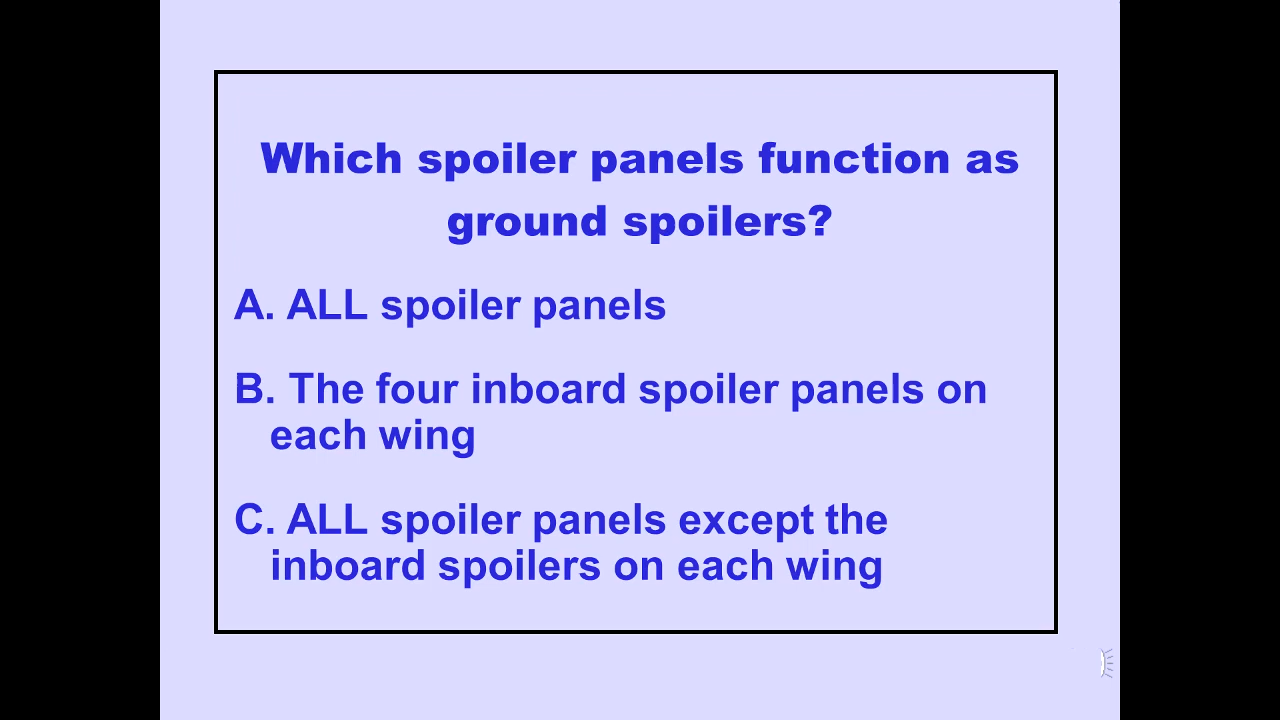 Which spoiler panels function as
ground spoilers?
A. ALL spoiler panels
B. The four inboard spoiler panels on
each wing
C. ALL spoiler panels except the
inboard spoilers on each wing